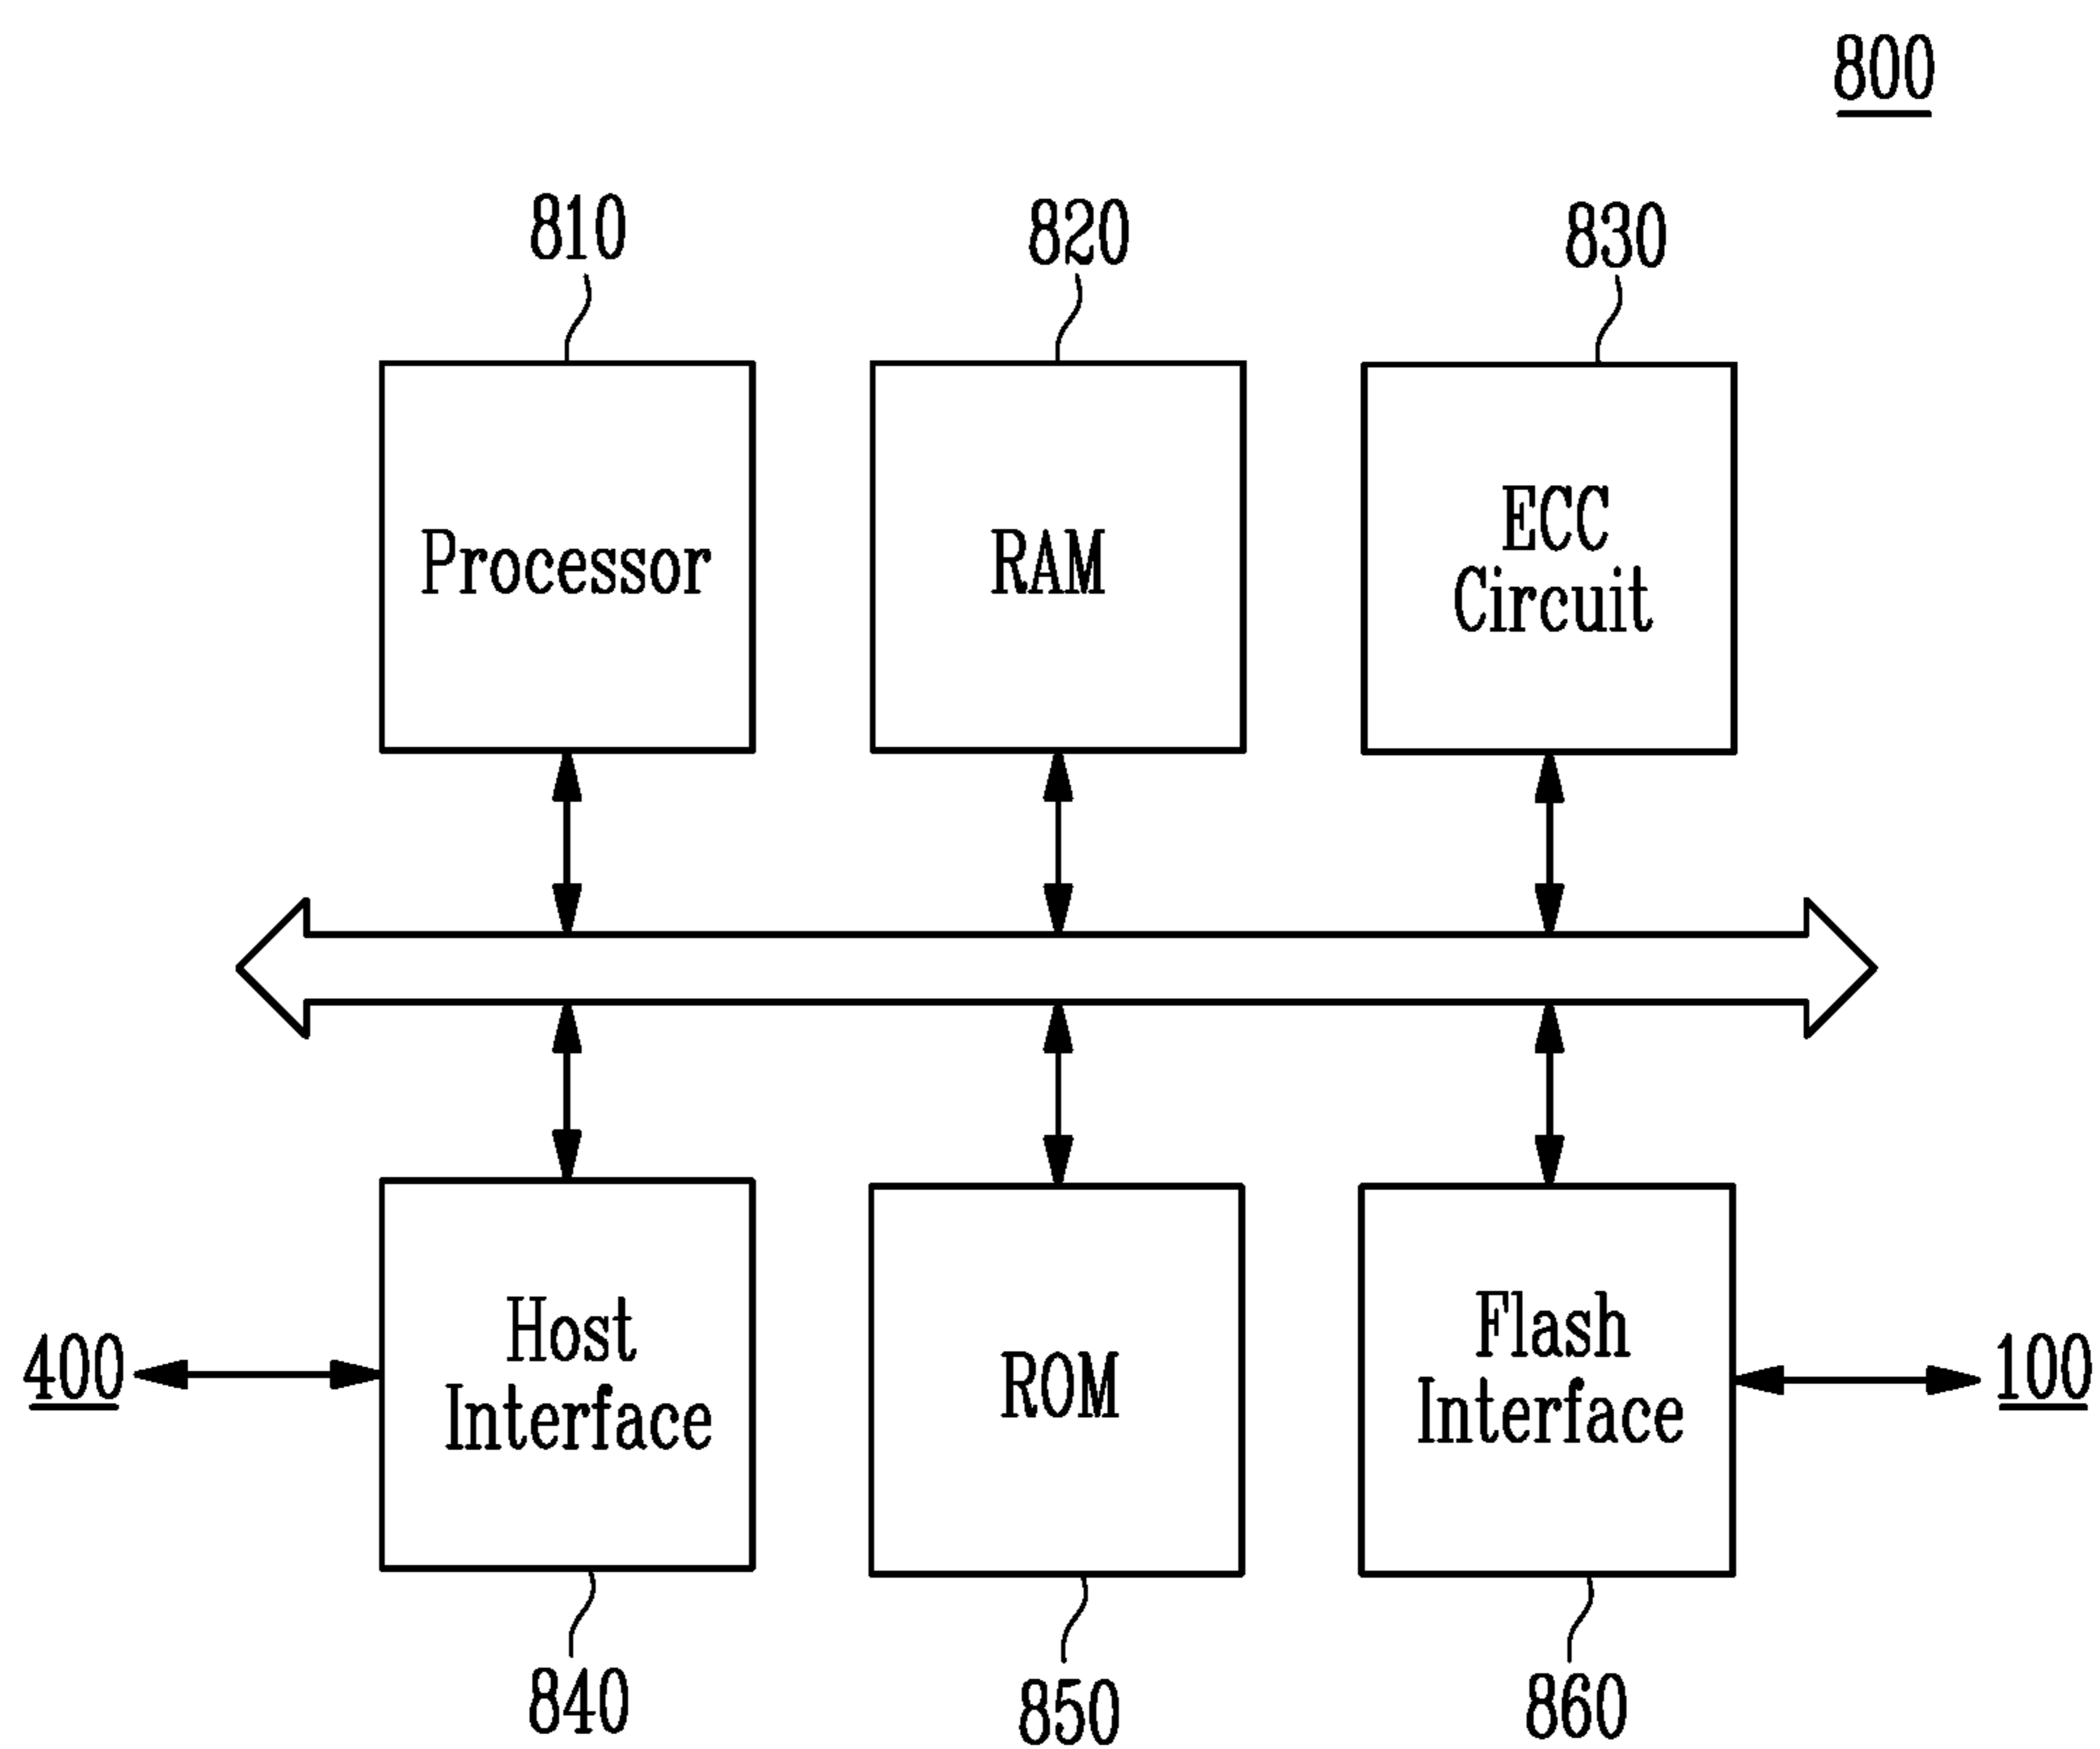 800
810
820
830
Processor
RAM
ECC
Circuit
400
Host
Interface
ROM
Flash
Interface
100
840
850
860